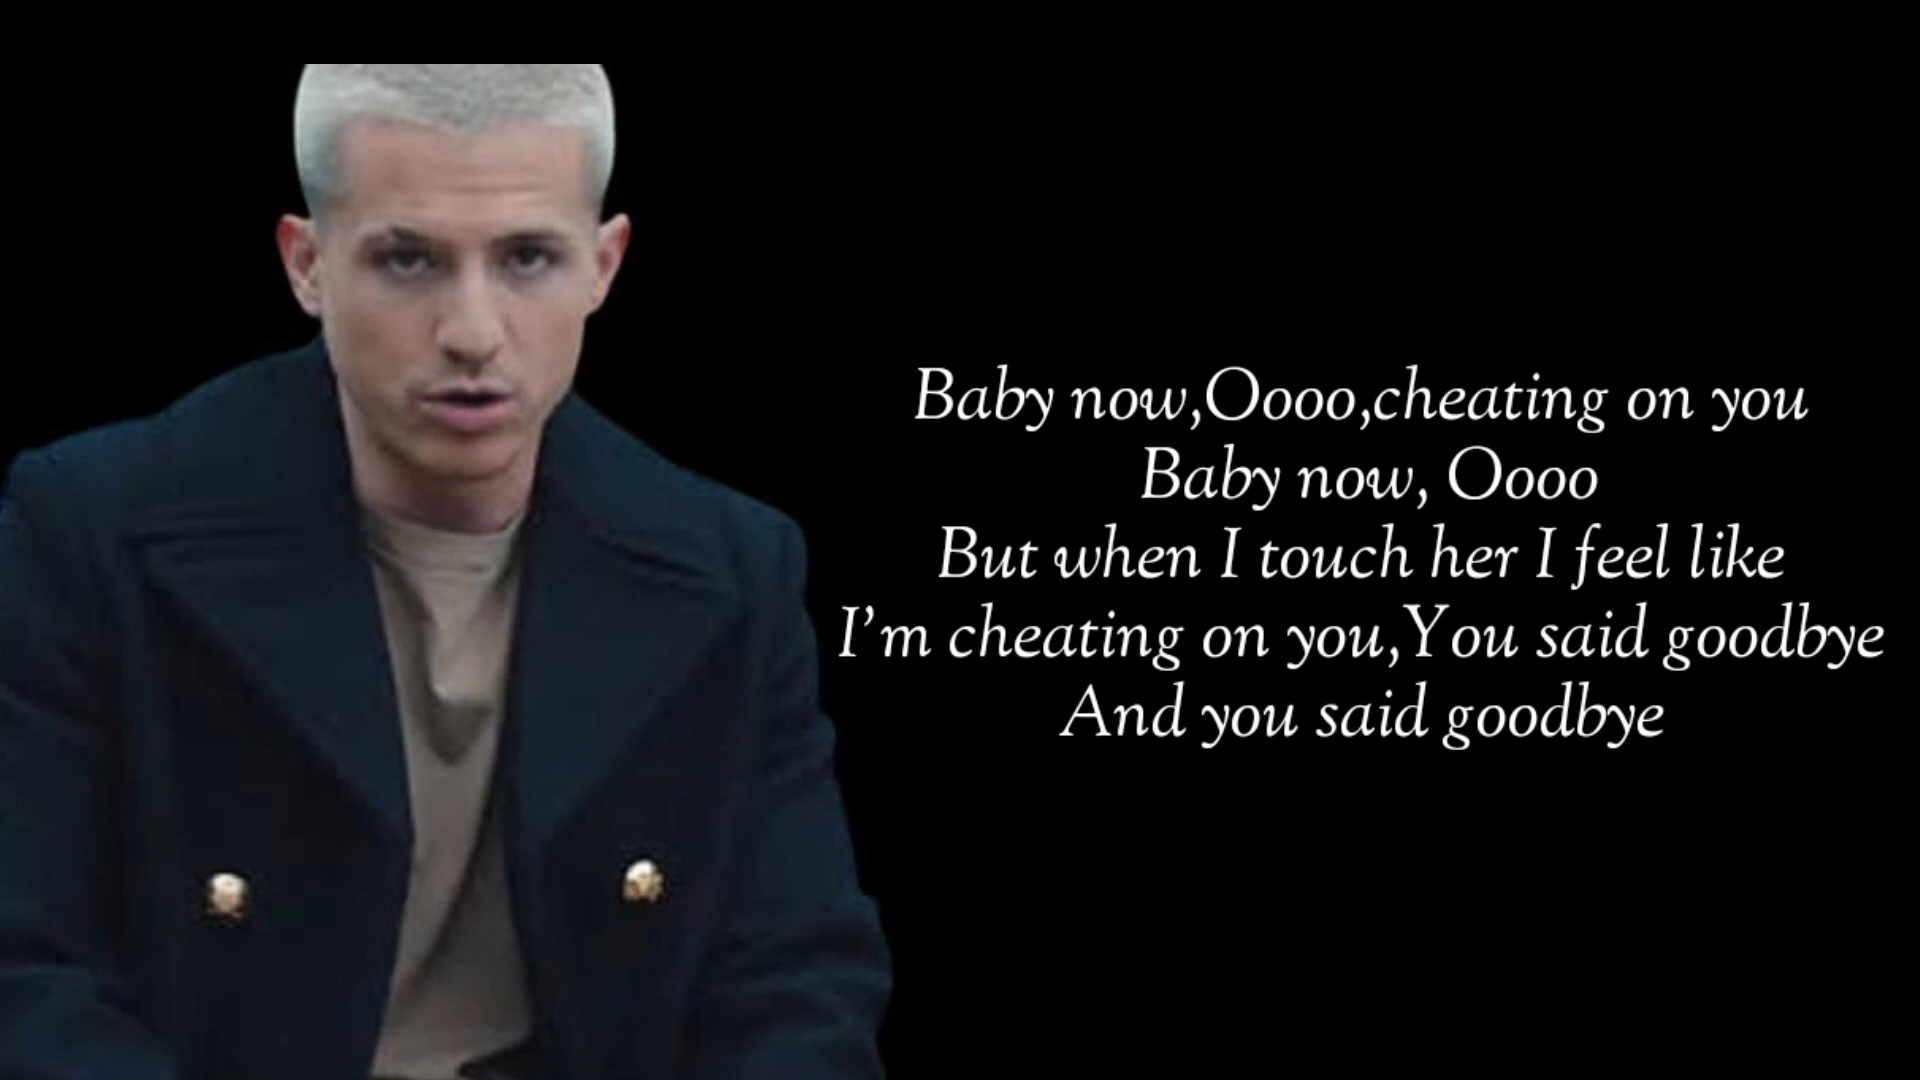 Baby now,Oooo,cheating on you
Baby now, Oooo
But when I touch her I feel like
I'm cheating on you,You said goodbye
And you said goodbye